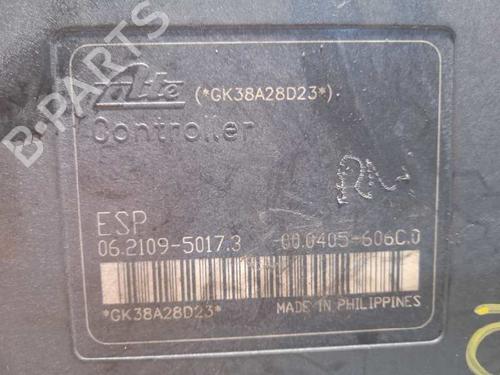 Ate (*GK38A28D23*)
Controller
ESP
06.2109-5017.3 00.0405-606C.0
*GK38A28D23* MADE IN PHILIPPINES
B-PARTS